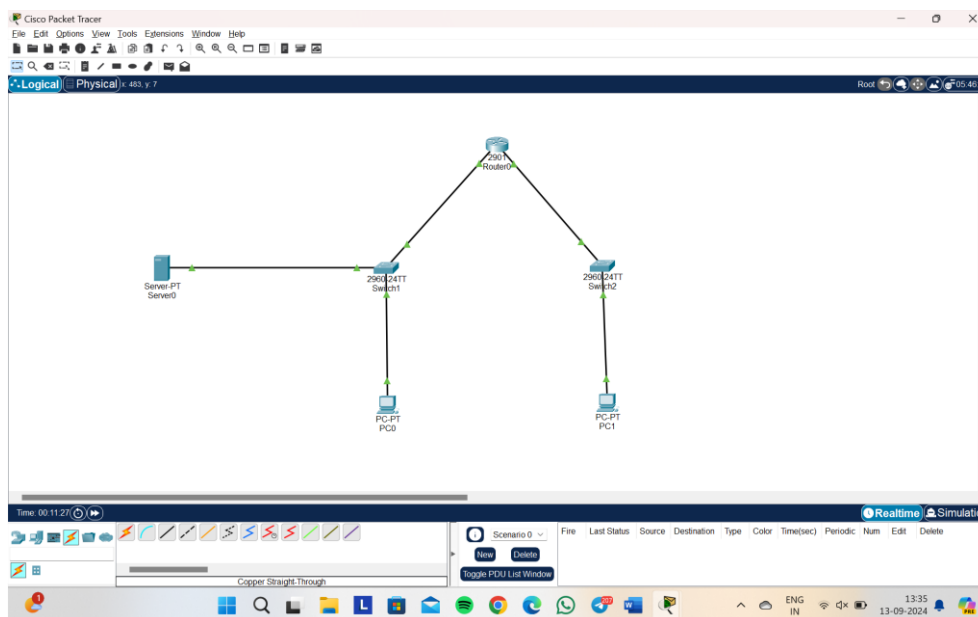 Cisco Packet Tracer
File Edit Options View Tools Extensions Window Help
Logical Physical x: 463, y: 7 Root 05:46
2901
Router0
Server-PT
Server0
2960-24TT
Switch1
2960-24TT
Switch2
PC-PT
PC0
PC-PT
PC1
Time: 00:11:27 Realtime Simulati
Scenario 0 Fire Last Status Source Destination Type Color Time(sec) Periodic Num Edit Delete
New Delete
Toggle PDU List Window
Copper Straight-Through
ENG 13:35
IN 13-09-2024